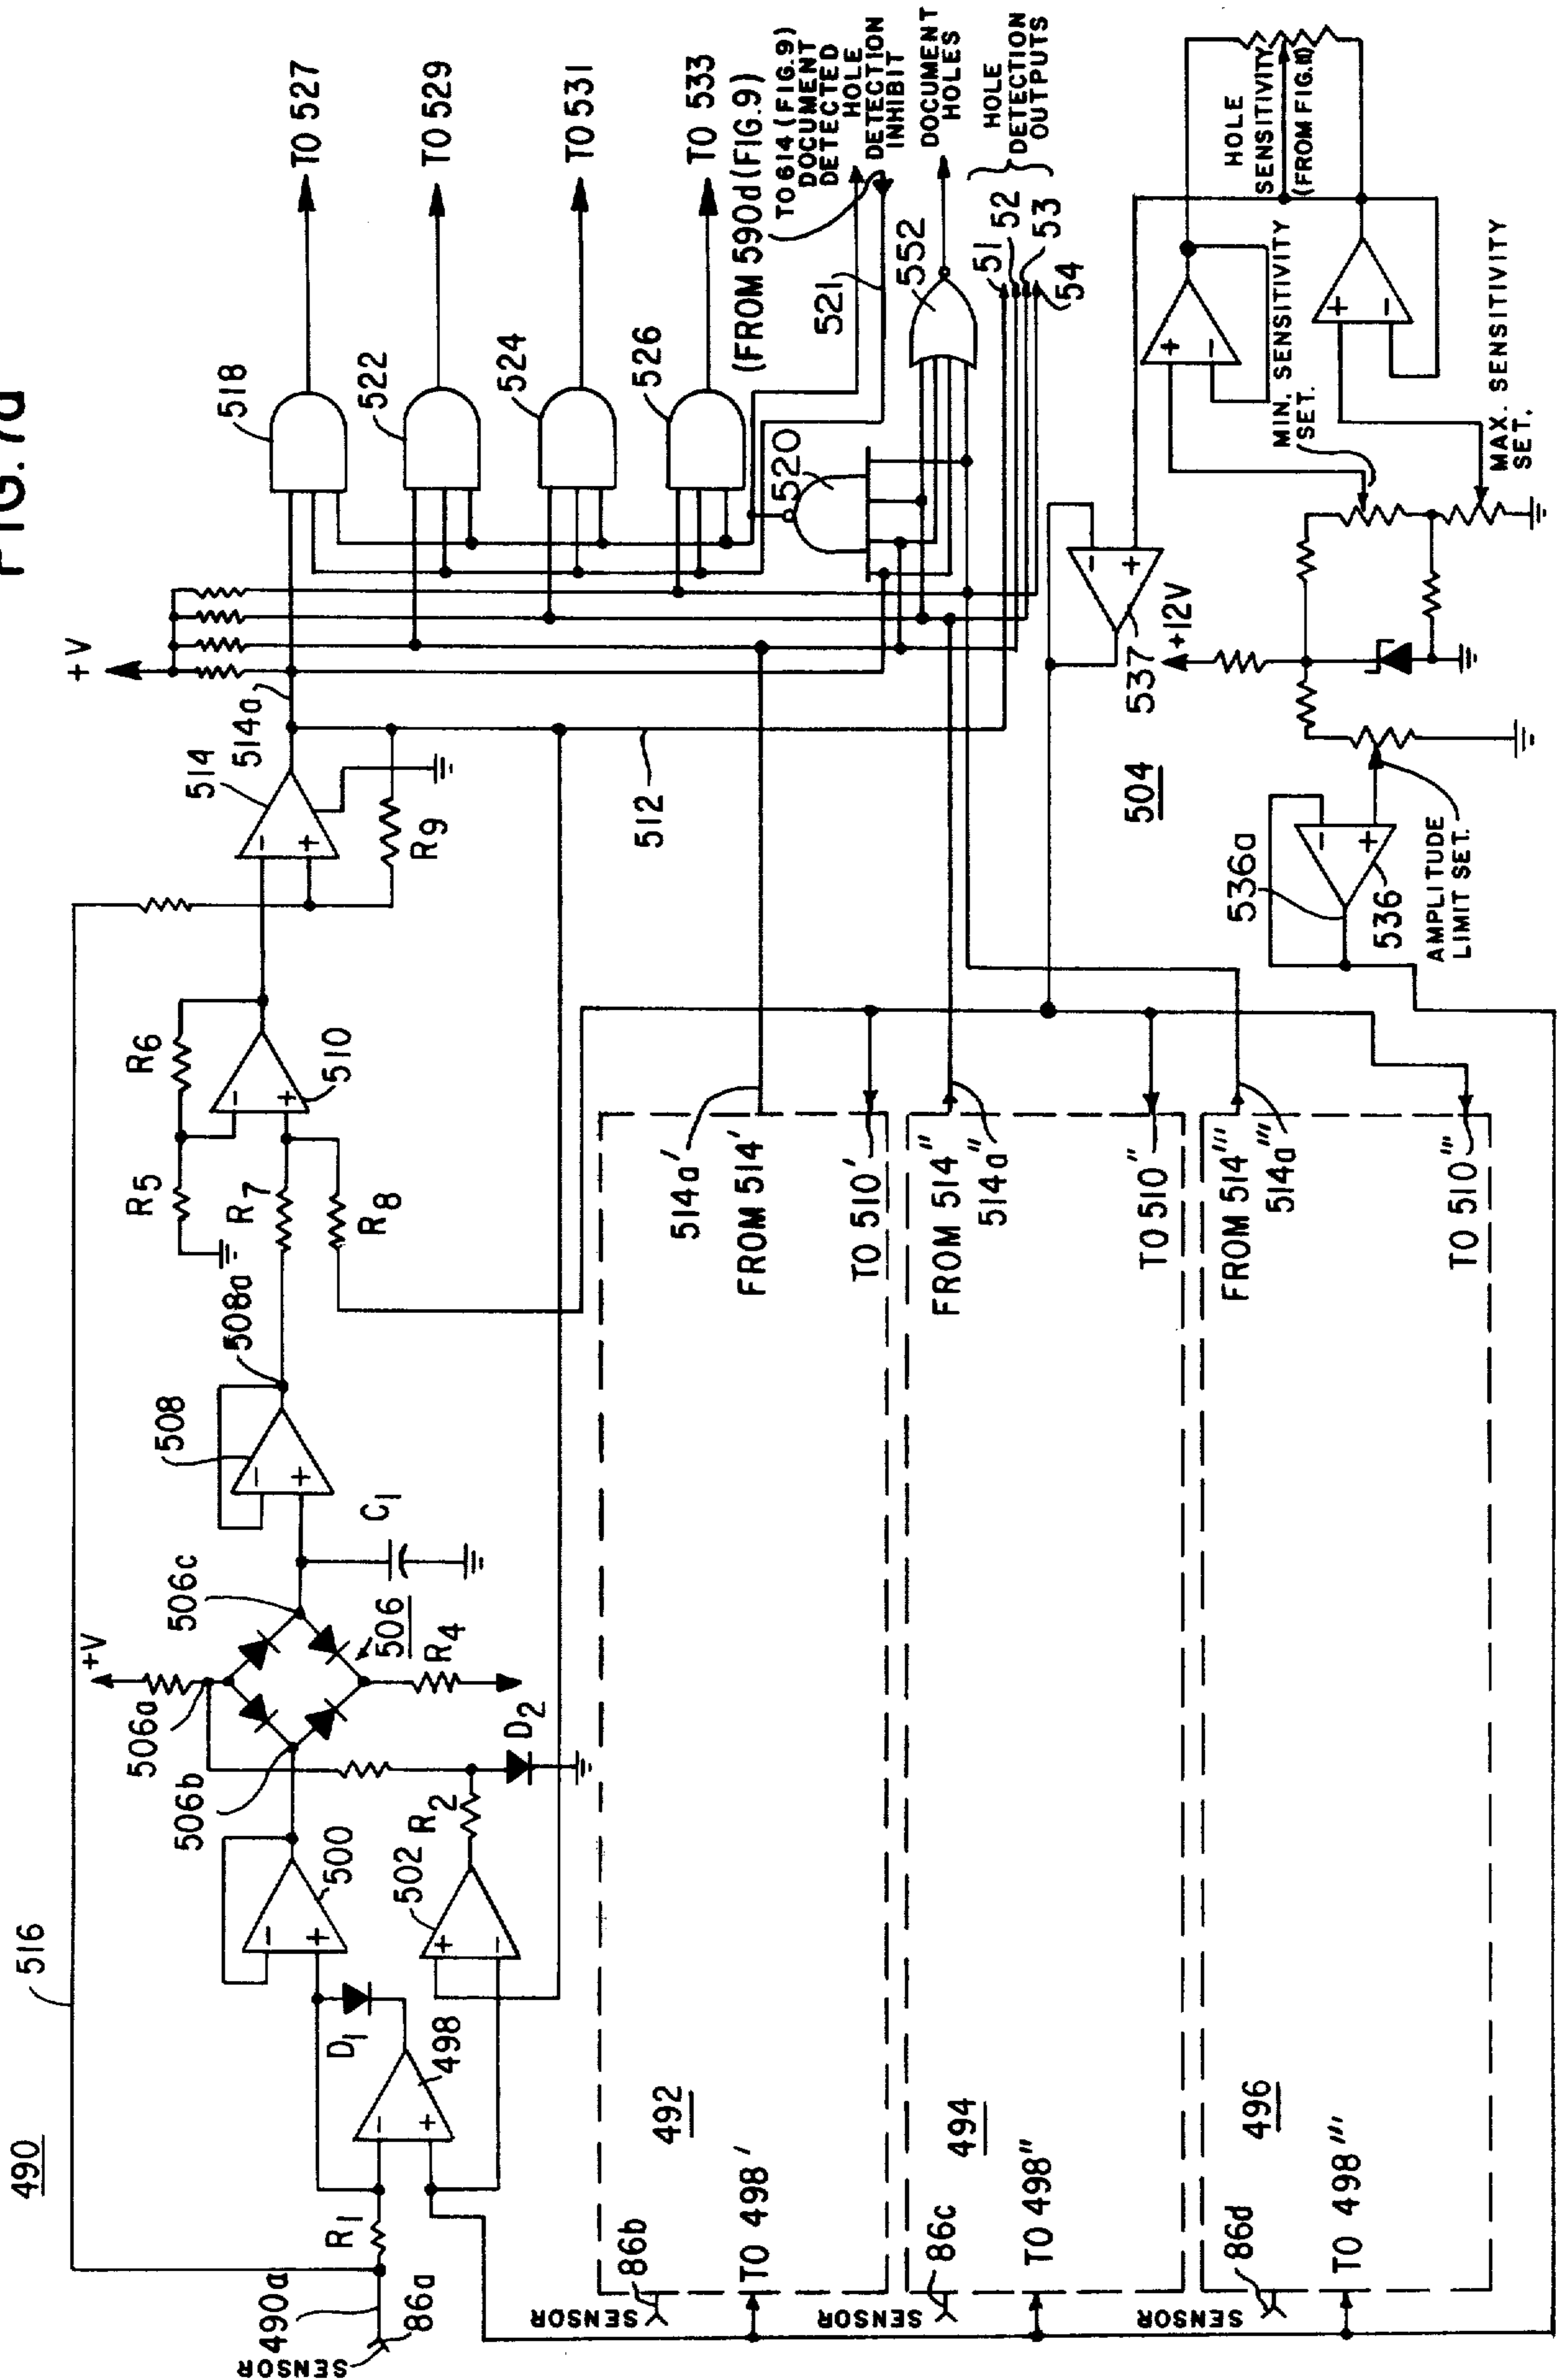 FIG. 7a
490
516
490a
SENSOR
86a
R1
D1
498
500
502
R2
D2
506b
506a
+V
506c
506
R4
C1
508
508a
R5
R6
R7
R8
510
514
514a
R9
512
+V
518
522
524
526
TO 527
TO 529
TO 531
TO 533
(FROM 590d (FIG.9)
TO 614 (FIG.9)
DOCUMENT
DETECTED
HOLE
DETECTION
INHIBIT
521
520
552
DOCUMENT
HOLES
HOLE
DETECTION
OUTPUTS
51
52
53
54
492
SENSOR
86b
TO 498'
514a'
FROM 514'
TO 510'
494
SENSOR
86c
TO 498"
FROM 514"
514a"
TO 510"
496
SENSOR
86d
TO 498'"
FROM 514'"
514a'"
TO 510'"
504
537
+12V
536a
536
AMPLITUDE
LIMIT SET.
MIN. SENSITIVITY
SET.
MAX. SENSITIVITY
SET.
HOLE
SENSITIVITY
(FROM FIG. 11)